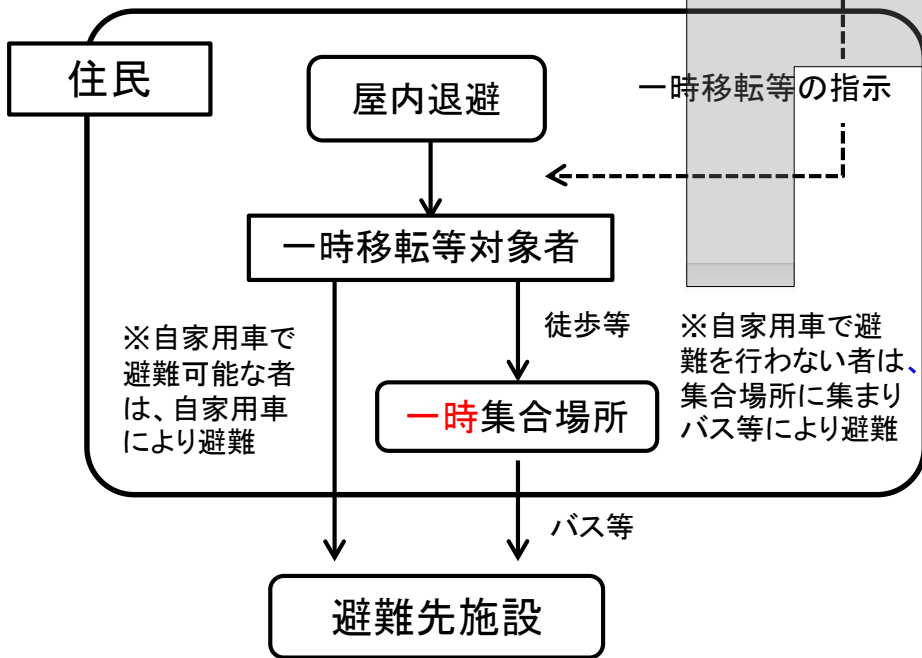 住民
屋内退避
一時移転等の指示
一時移転等対象者
※自家用車で
避難可能な者
は、自家用車
により避難
徒歩等
※自家用車で避
難を行わない者は、
集合場所に集まり
バス等により避難
一時集合場所
バス等
避難先施設